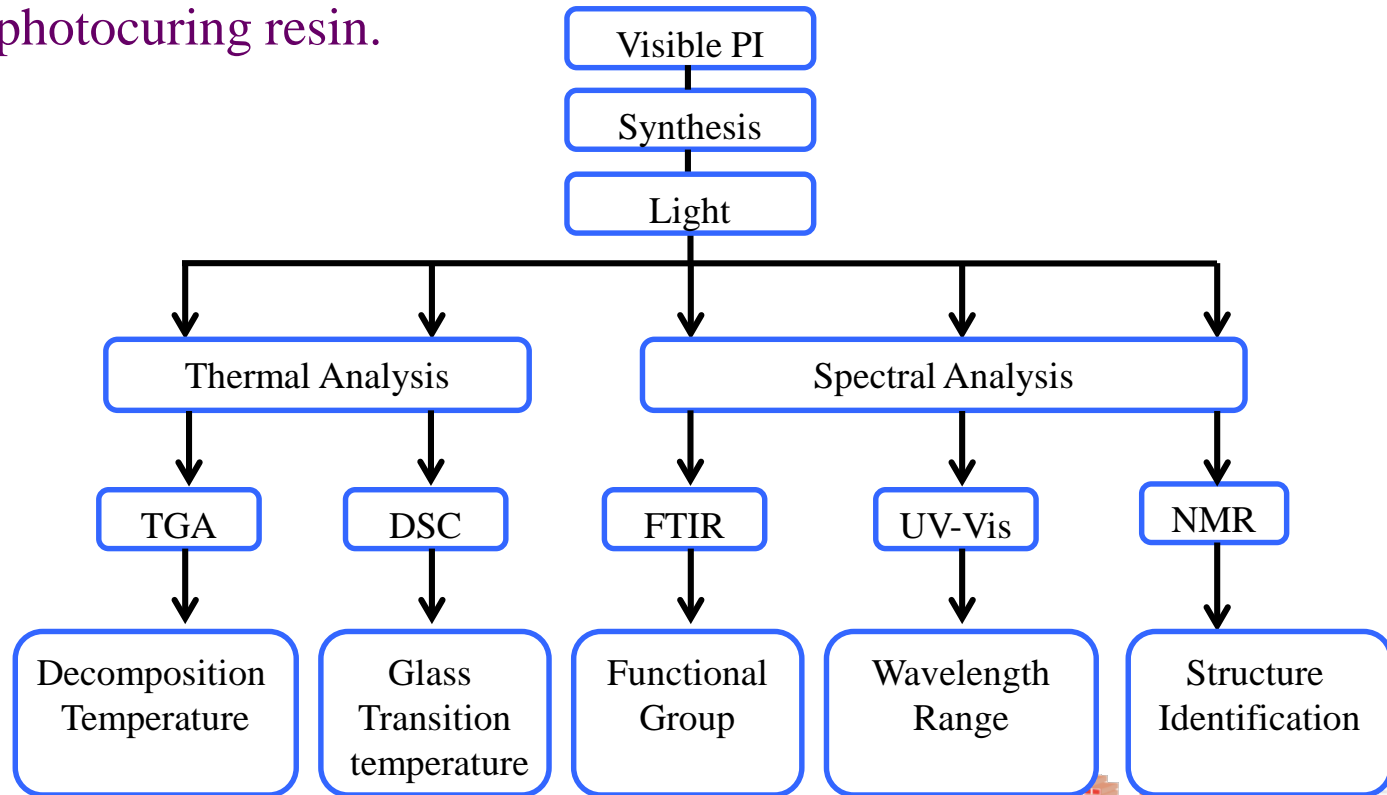 photocuring resin.
Visible PI
Synthesis
Light
Thermal Analysis
Spectral Analysis
TGA
DSC
FTIR
UV-Vis
NMR
Decomposition
Temperature
Glass
Transition
temperature
Functional
Group
Wavelength
Range
Structure
Identification